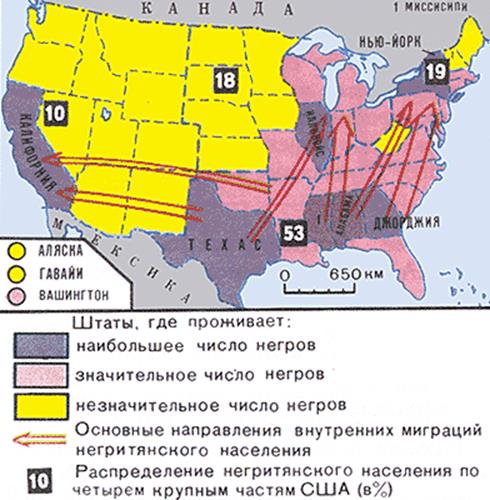 КАНАДА
1 МИССИСИПИ
НЬЮ-ЙОРК
18
19
10
КАЛИФОРНИЯ
ТЕХАС
53
1
АЛАБАМА
ДЖОРДЖИЯ
МЕКСИКА
0 650 КМ
АЛЯСКА
ГАВАЙИ
ВАШИНГТОН
Штаты, где проживает:
наибольшее число негров
значительное число негров
незначительное число негров
Основные направления внутренних миграций
негритянского населения
10 Распределение негритянского населения по
четырем крупным частям США (в%)